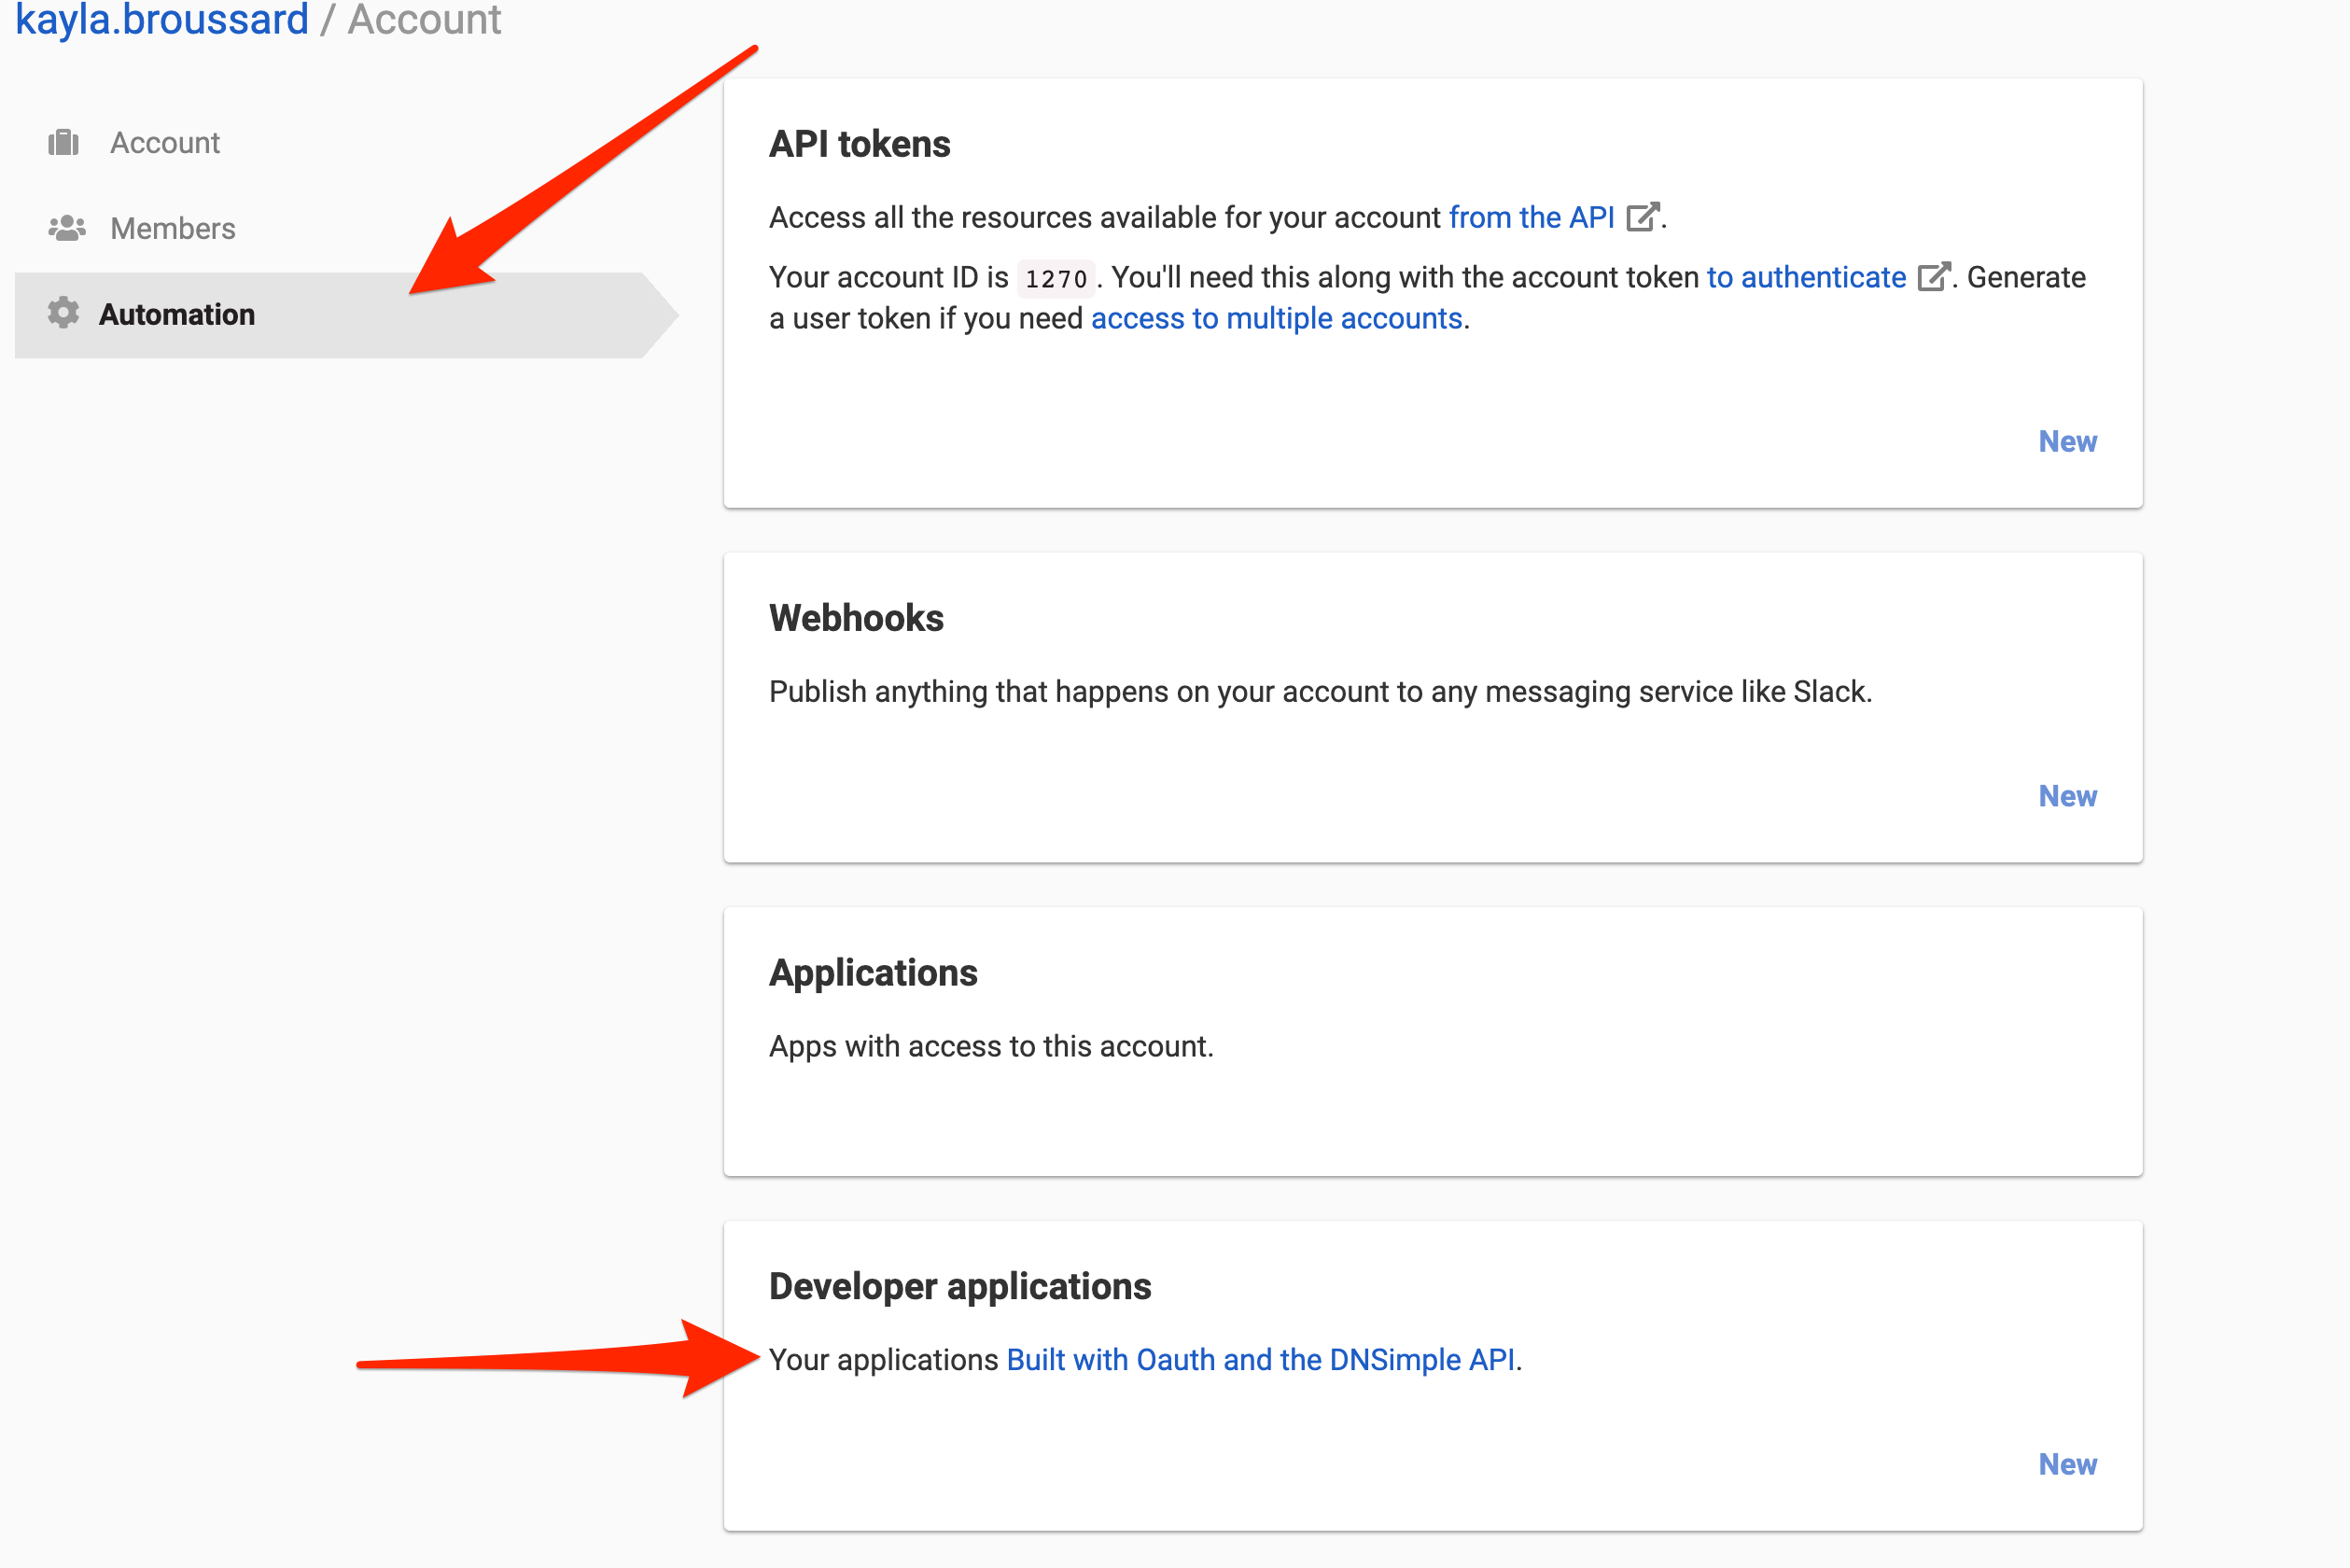 kayla.broussard / Account
Account
Members
Automation
API tokens
Access all the resources available for your account from the API.
Your account ID is 1270. You'll need this along with the account token to authenticate. Generate
a user token if you need access to multiple accounts.
New
Webhooks
Publish anything that happens on your account to any messaging service like Slack.
New
Applications
Apps with access to this account.
Developer applications
Your applications Built with Oauth and the DNSimple API.
New